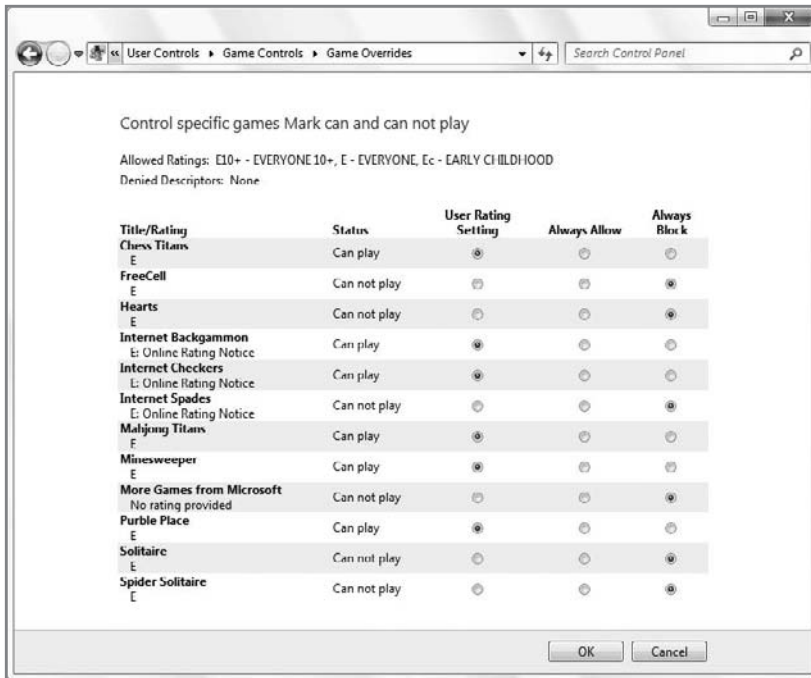 « User Controls ▸ Game Controls ▸ Game Overrides
Search Control Panel
Control specific games Mark can and can not play
Allowed Ratings: E10+ - EVERYONE 10+, E - EVERYONE, Ec - EARLY CHILDHOOD
Denied Descriptors: None
Title/Rating Status User Rating Setting Always Allow Always Block
Chess Titans
E Can play
FreeCell
E Can not play
Hearts
E Can not play
Internet Backgammon
E: Online Rating Notice Can play
Internet Checkers
E: Online Rating Notice Can play
Internet Spades
E: Online Rating Notice Can not play
Mahjong Titans
E Can play
Minesweeper
E Can play
More Games from Microsoft
No rating provided Can not play
Purble Place
E Can play
Solitaire
E Can not play
Spider Solitaire
E Can not play
OK Cancel